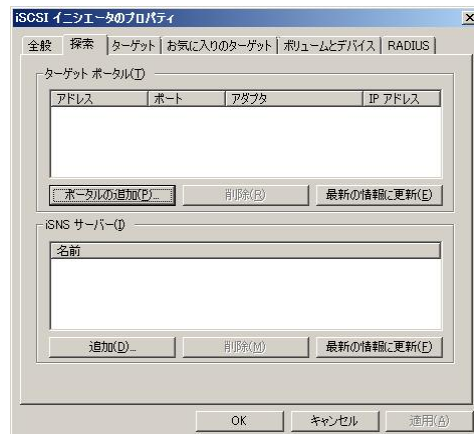 iSCSI イニシエータのプロパティ
全般 探索 ターゲット お気に入りのターゲット ボリュームとデバイス RADIUS
ターゲット ポータル(T)
アドレス ポート アダプタ IP アドレス
ポータルの追加(P)... 削除(R) 最新の情報に更新(E)
iSNS サーバー(I)
名前
追加(D)... 削除(M) 最新の情報に更新(F)
OK キャンセル 適用(A)